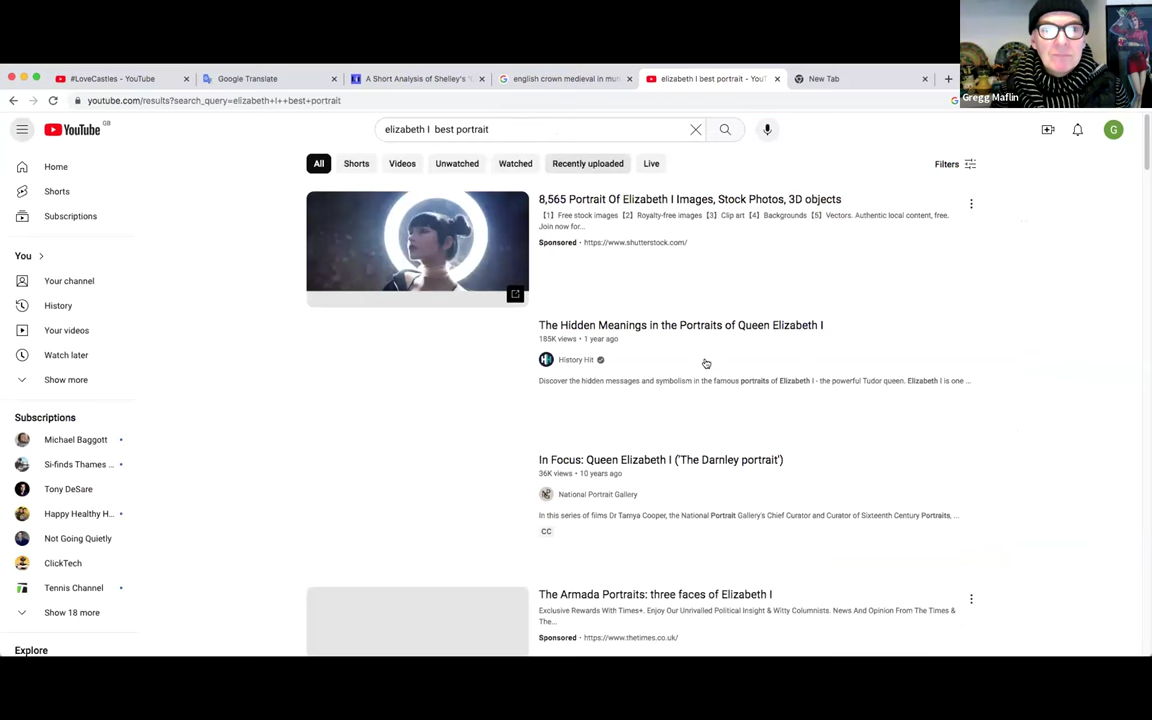 #LoveCastles - YouTube
Google Translate
A Short Analysis of Shelley's 'O
english crown medieval in mu
elizabeth I best portrait - YouT
New Tab
Gregg Maflin
youtube.com/results?search_query=elizabeth+I++best+portrait
YouTube GB
elizabeth I best portrait
All
Shorts
Videos
Unwatched
Watched
Recently uploaded
Live
Filters
Home
Shorts
Subscriptions
You
Your channel
History
Your videos
Watch later
Show more
Subscriptions
Michael Baggott
Si-finds Thames ...
Tony DeSare
Happy Healthy H...
Not Going Quietly
ClickTech
Tennis Channel
Show 18 more
Explore
8,565 Portrait Of Elizabeth I Images, Stock Photos, 3D objects
【1】Free stock images【2】Royalty-free images【3】Clip art【4】Backgrounds【5】Vectors. Authentic local content, free.
Join now for...
Sponsored · https://www.shutterstock.com/
The Hidden Meanings in the Portraits of Queen Elizabeth I
185K views • 1 year ago
History Hit
Discover the hidden messages and symbolism in the famous portraits of Elizabeth I - the powerful Tudor queen. Elizabeth I is one ...
In Focus: Queen Elizabeth I ('The Darnley portrait')
36K views • 10 years ago
National Portrait Gallery
In this series of films Dr Tarnya Cooper, the National Portrait Gallery's Chief Curator and Curator of Sixteenth Century Portraits, ...
CC
The Armada Portraits: three faces of Elizabeth I
Exclusive Rewards With Times+. Enjoy Our Unrivalled Political Insight & Witty Columnists. News And Opinion From The Times &
The...
Sponsored · https://www.thetimes.co.uk/
G